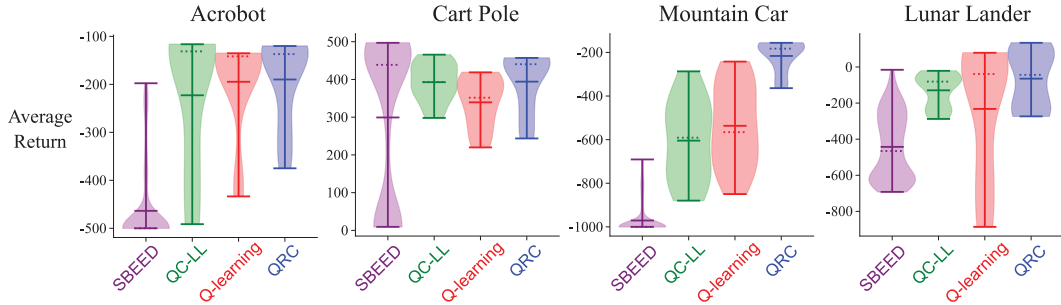 Acrobot
Cart Pole
Mountain Car
Lunar Lander
Average
Return
-100
-200
-300
-400
-500
SBEED
QC-LL
Q-learning
QRC
500
400
300
200
100
0
SBEED
QC-LL
Q-learning
QRC
-200
-400
-600
-800
-1000
SBEED
QC-LL
Q-learning
QRC
0
-200
-400
-600
-800
SBEED
QC-LL
Q-learning
QRC